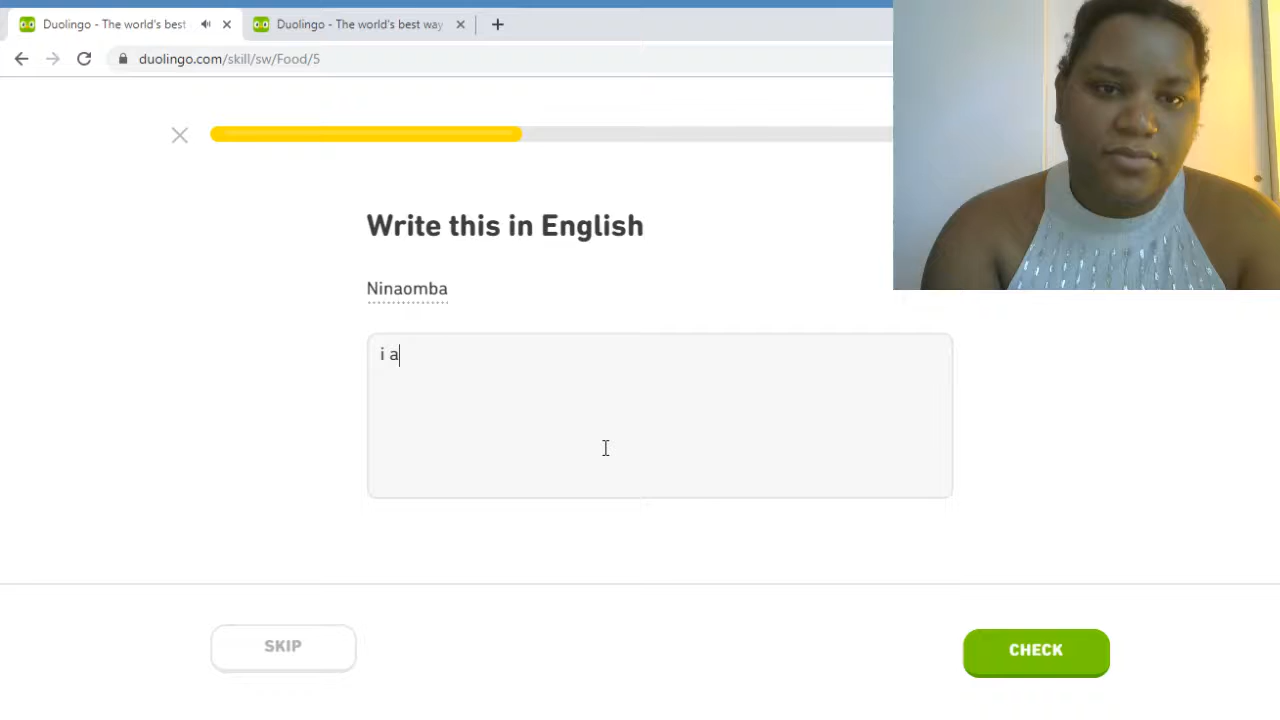 Duolingo - The world's best
Duolingo - The world's best way
duolingo.com/skill/sw/Food/5
Write this in English
Ninaomba
i a
SKIP
CHECK